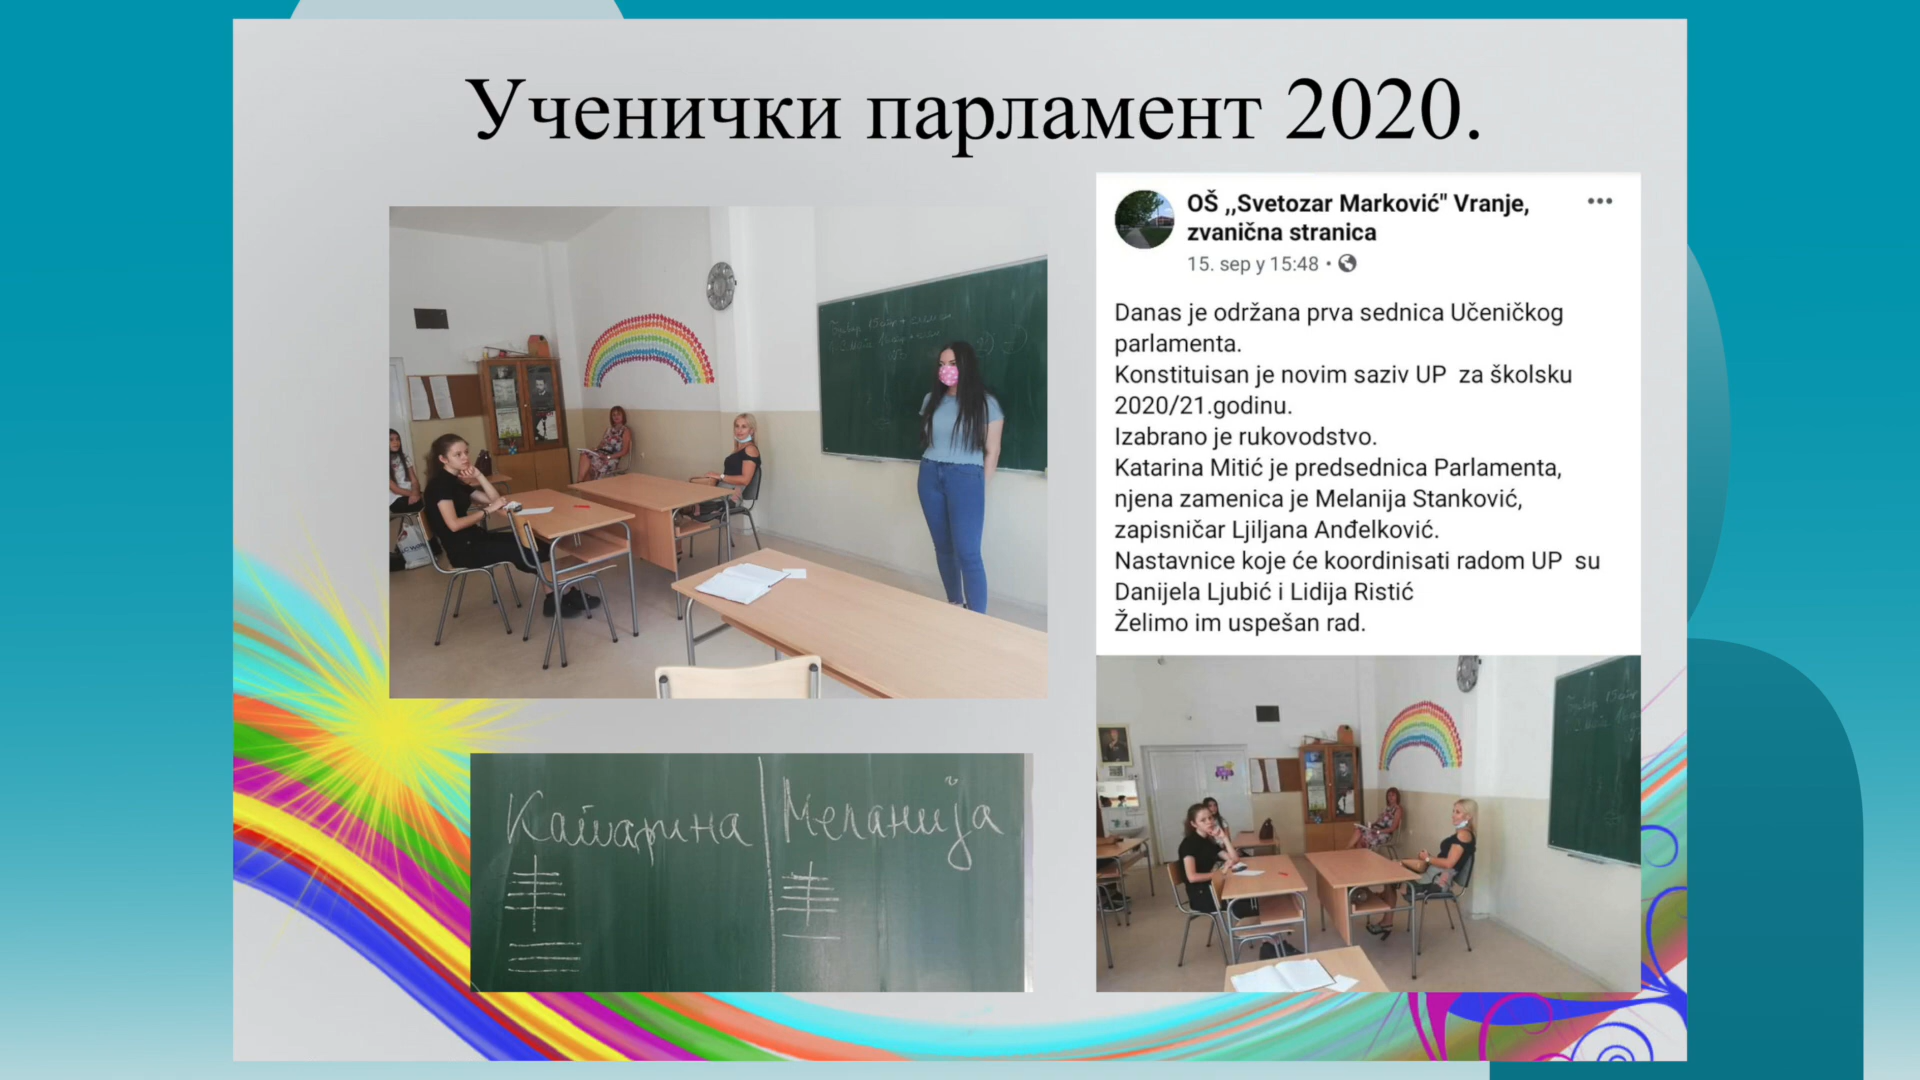 Ученички парламент 2020.
OŠ ,,Svetozar Marković" Vranje,
zvanična stranica
15. sep у 15:48
Danas je održana prva sednica Učeničkog
parlamenta.
Konstituisan je novim saziv UP za školsku
2020/21.godinu.
Izabrano je rukovodstvo.
Katarina Mitić je predsednica Parlamenta,
njena zamenica je Melanija Stanković,
zapisničar Ljiljana Anđelković.
Nastavnice koje će koordinisati radom UP su
Danijela Ljubić i Lidija Ristić
Želimo im uspešan rad.
Катарина
Меланија